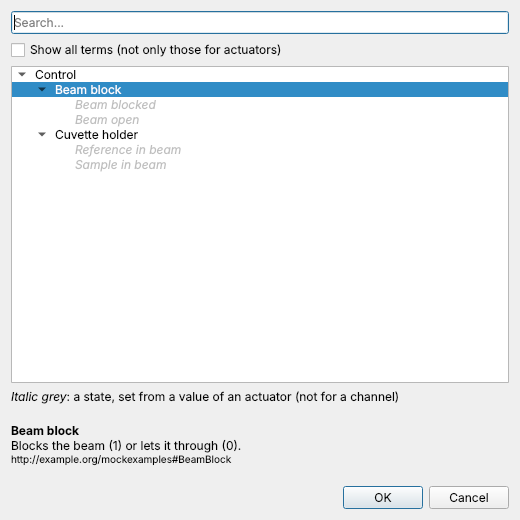 Search...
Show all terms (not only those for actuators)
Control
Beam block
Beam blocked
Beam open
Cuvette holder
Reference in beam
Sample in beam
Italic grey: a state, set from a value of an actuator (not for a channel)
Beam block
Blocks the beam (1) or lets it through (0).
http://example.org/mockexamples#BeamBlock
OK
Cancel